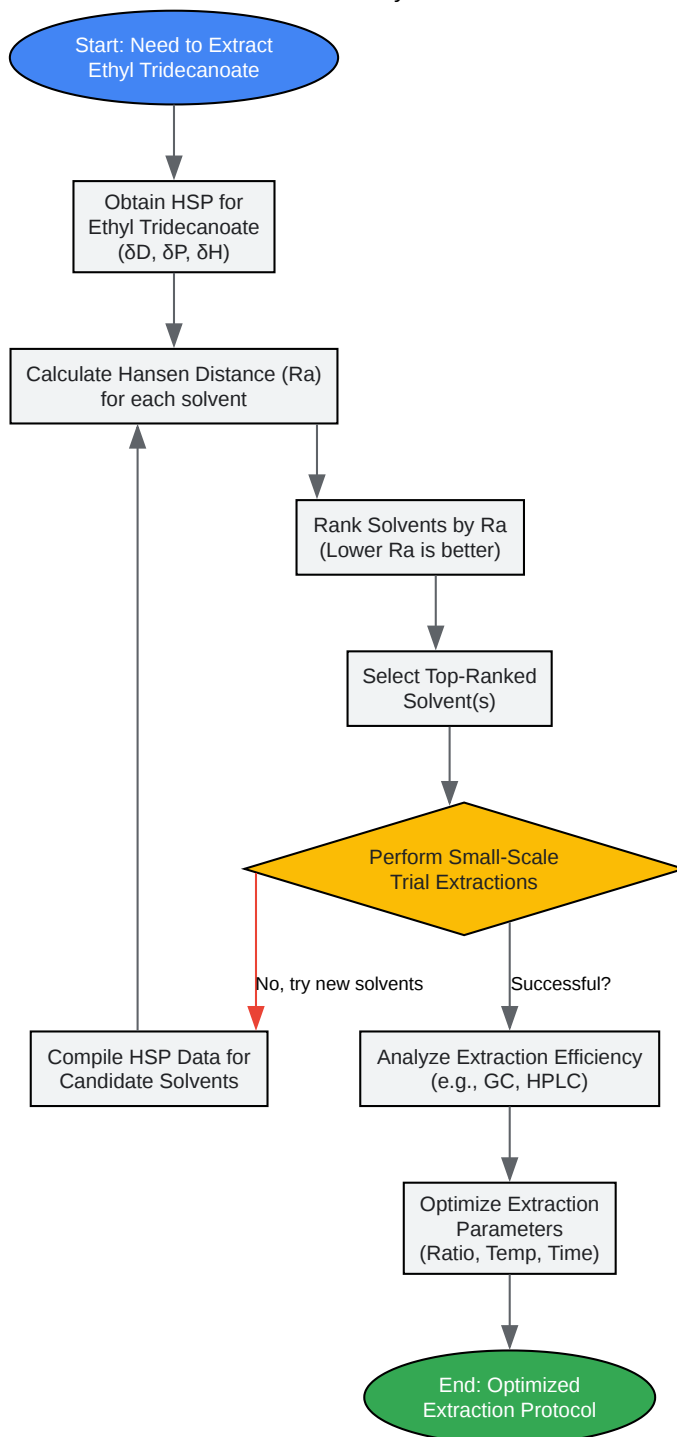 Start: Need to Extract
Ethyl Tridecanoate
Obtain HSP for
Ethyl Tridecanoate
(δD, δP, δH)
Calculate Hansen Distance (Ra)
for each solvent
Rank Solvents by Ra
(Lower Ra is better)
Select Top-Ranked
Solvent(s)
Perform Small-Scale
Trial Extractions
No, try new solvents
Successful?
Compile HSP Data for
Candidate Solvents
Analyze Extraction Efficiency
(e.g., GC, HPLC)
Optimize Extraction
Parameters
(Ratio, Temp, Time)
End: Optimized
Extraction Protocol